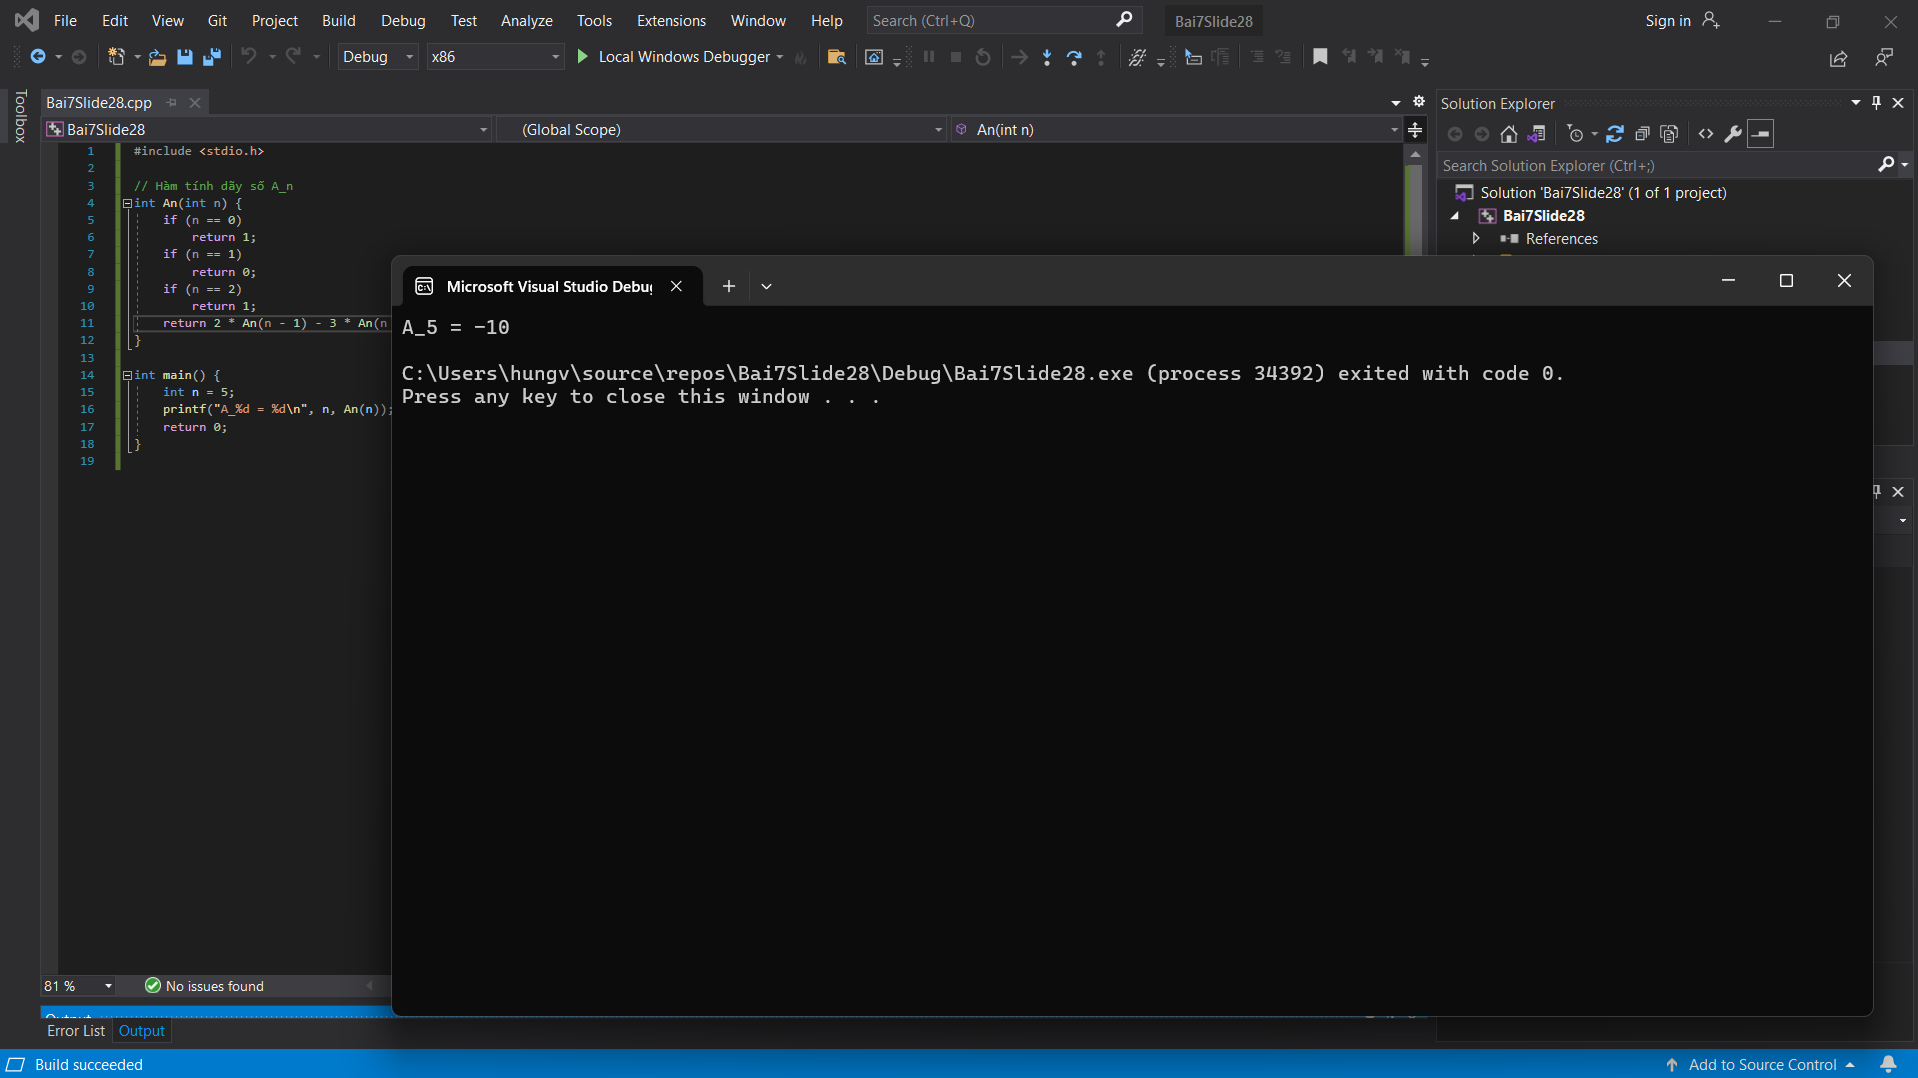 File Edit View Git Project Build Debug Test Analyze Tools Extensions Window Help Search (Ctrl+Q) Bai7Slide28 Sign in
Debug x86 Local Windows Debugger
Toolbox
Bai7Slide28.cpp
Bai7Slide28 (Global Scope) An(int n)
1 #include <stdio.h>
2
3 // Hàm tính dãy số A_n
4 int An(int n) {
5 if (n == 0)
6 return 1;
7 if (n == 1)
8 return 0;
9 if (n == 2)
10 return 1;
11 return 2 * An(n - 1) - 3 * An(n
12 }
13
14 int main() {
15 int n = 5;
16 printf("A_%d = %d\n", n, An(n));
17 return 0;
18 }
19
Solution Explorer
Search Solution Explorer (Ctrl+;)
Solution 'Bai7Slide28' (1 of 1 project)
Bai7Slide28
References
Microsoft Visual Studio Debug
A_5 = -10
C:\Users\hungv\source\repos\Bai7Slide28\Debug\Bai7Slide28.exe (process 34392) exited with code 0.
Press any key to close this window . . .
81 % No issues found
Output
Error List Output
Build succeeded Add to Source Control